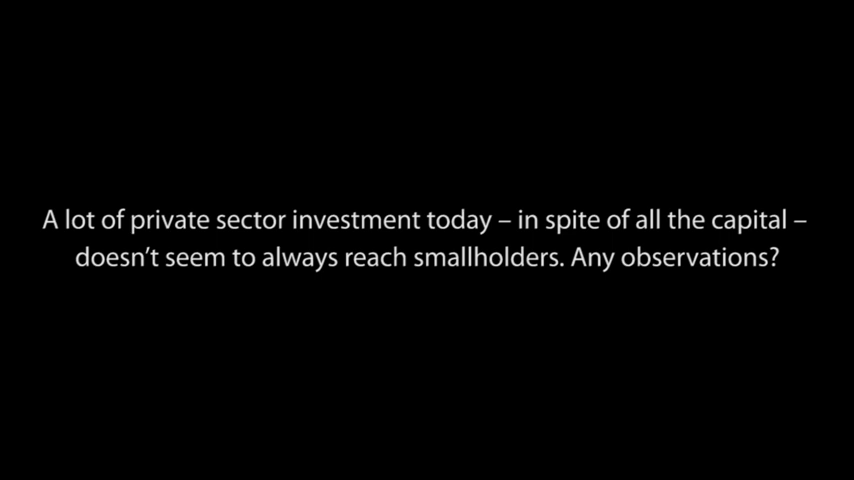 A lot of private sector investment today – in spite of all the capital –
doesn’t seem to always reach smallholders. Any observations?